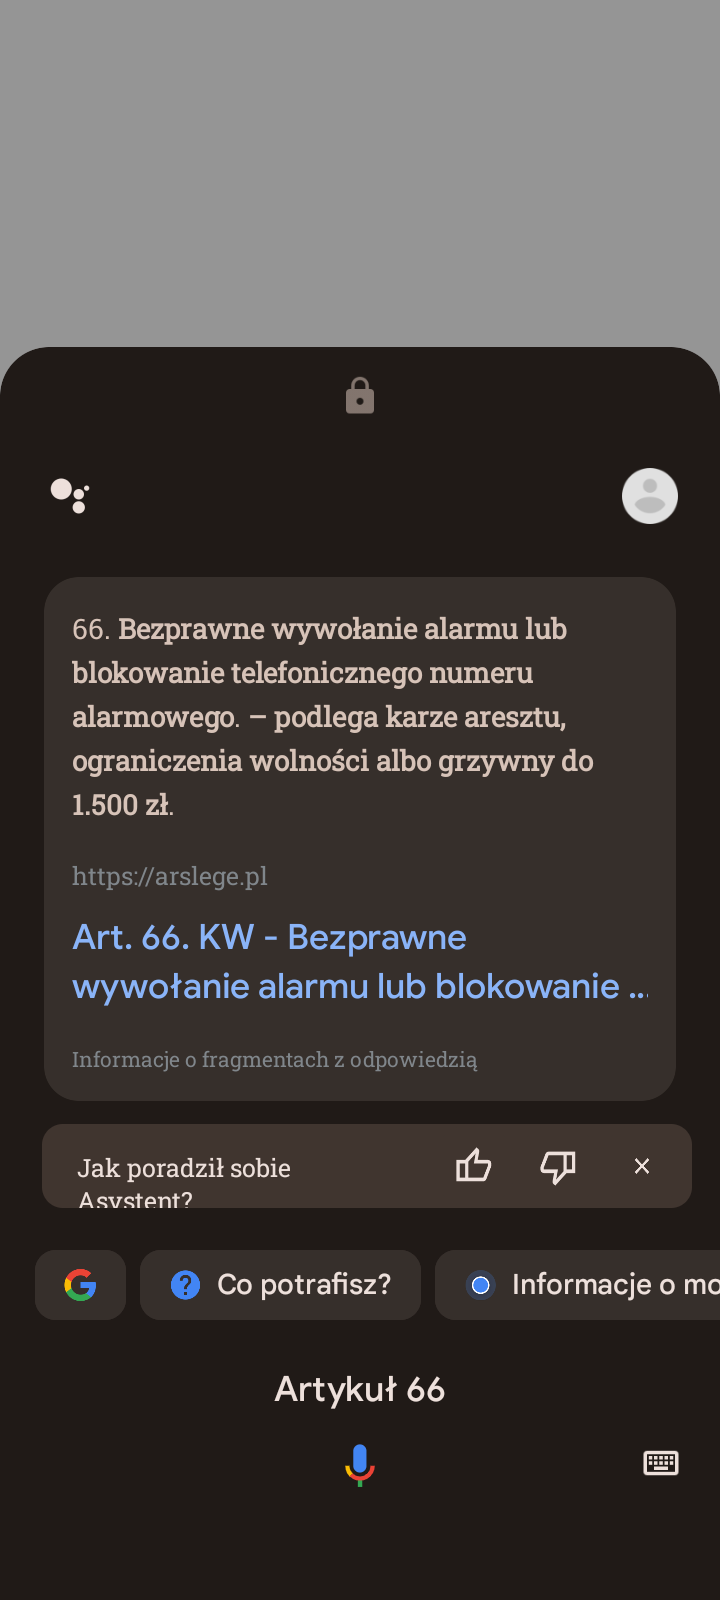 66. Bezprawne wywołanie alarmu lub
blokowanie telefonicznego numeru
alarmowego. – podlega karze aresztu,
ograniczenia wolności albo grzywny do
1.500 zł.
https://arslege.pl
Art. 66. KW - Bezprawne
wywołanie alarmu lub blokowanie ...
Informacje o fragmentach z odpowiedzią
Jak poradził sobie
Asystent?
Co potrafisz?
Informacje o mo
Artykuł 66